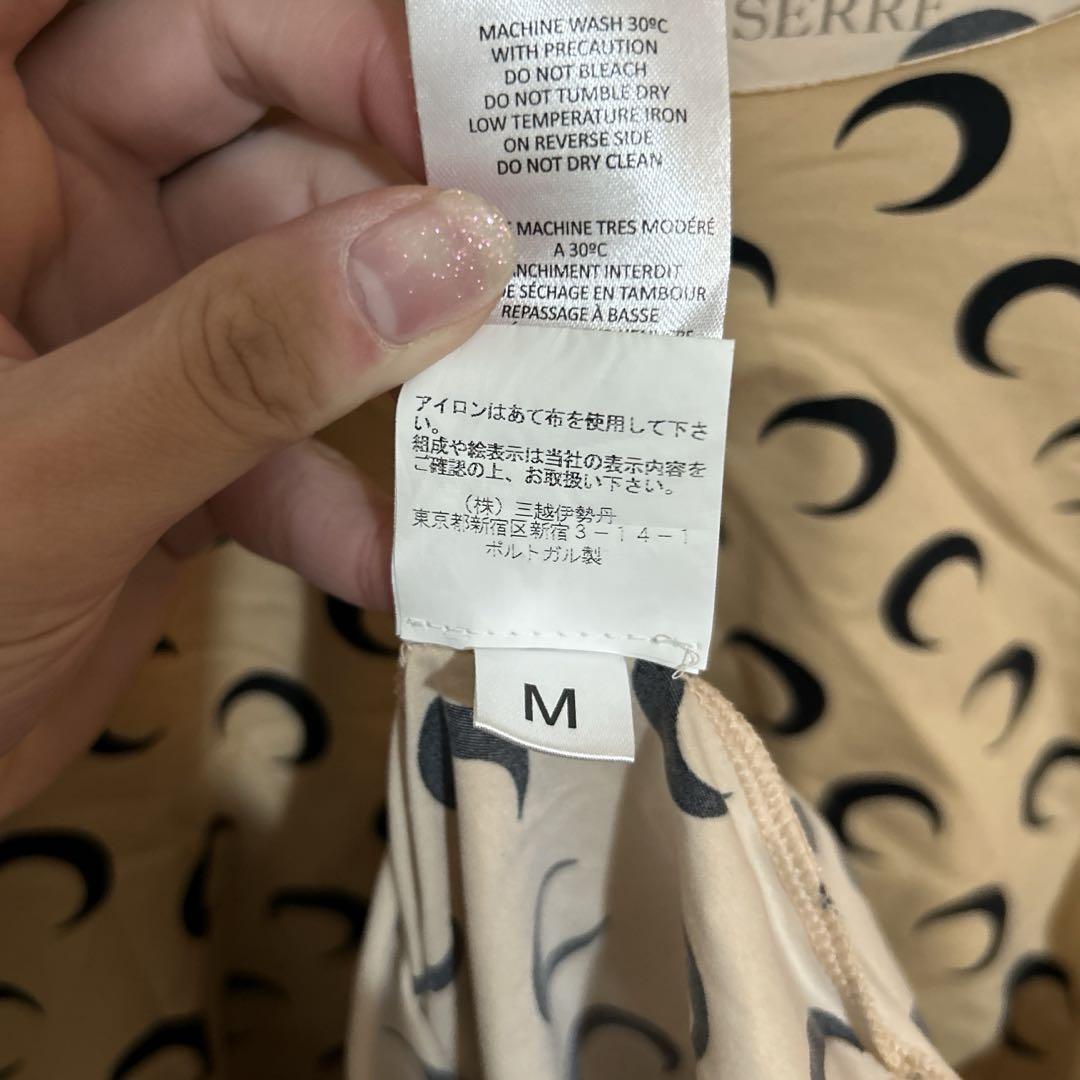 SERRE
MACHINE WASH 30ºC
WITH PRECAUTION
DO NOT BLEACH
DO NOT TUMBLE DRY
LOW TEMPERATURE IRON
ON REVERSE SIDE
DO NOT DRY CLEAN
MACHINE TRES MODÉRÉ
A 30ºC
INTERDIT
SÉCHAGE EN TAMBOUR
REPASSAGE À BASSE
アイロンはあて布を使用して下さ
い。
組成や絵表示は当社の表示内容を
ご確認の上、お取扱い下さい。
(株)三越伊勢丹
東京都新宿区新宿3-14-1
ポルトガル製
M